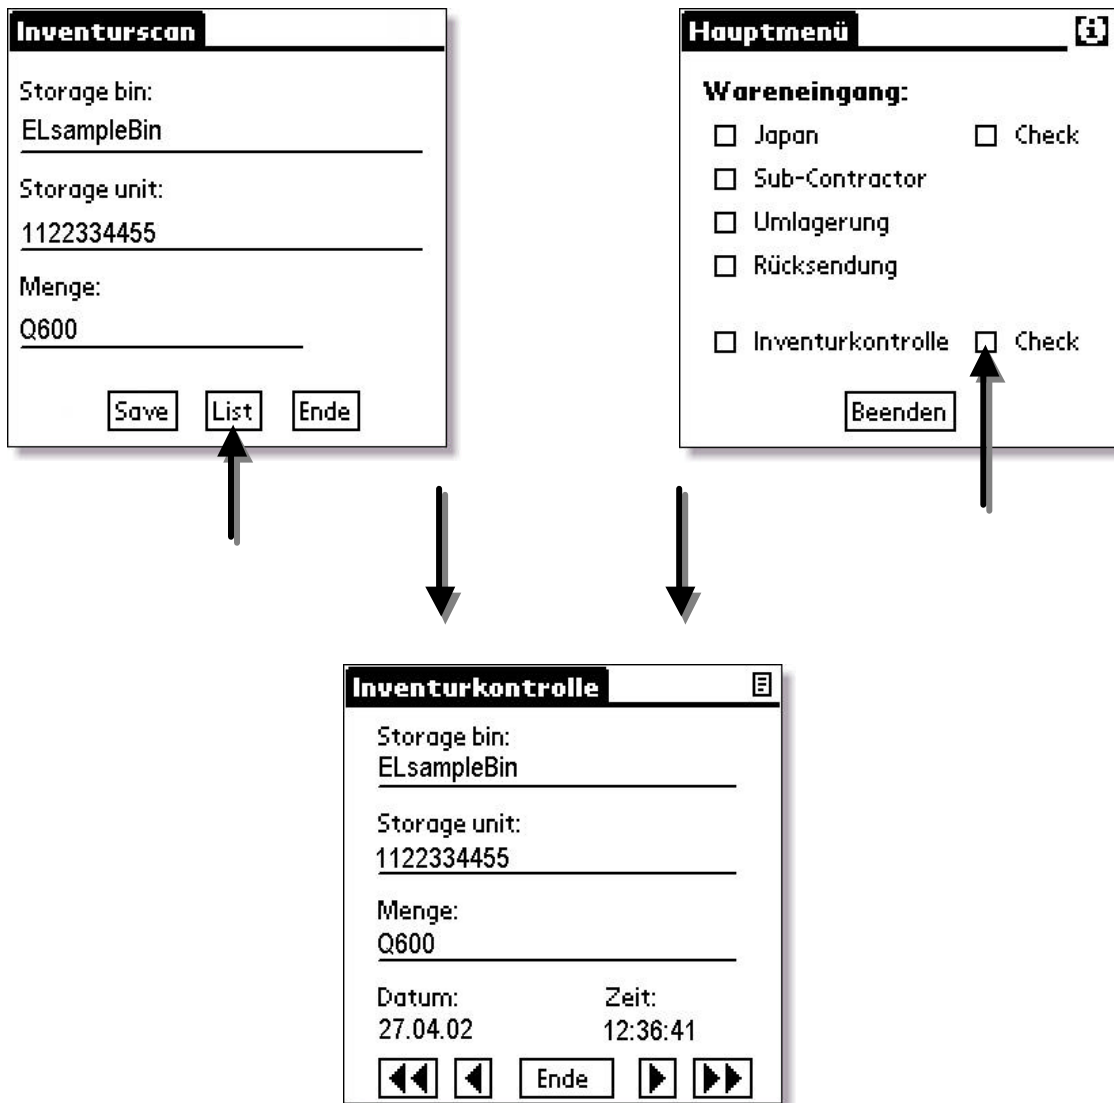 Inventurscan
Storage bin:
ELsampleBin
Storage unit:
1122334455
Menge:
Q600
Save List Ende
Hauptmenü
Wareneingang:
Japan Check
Sub-Contractor
Umlagerung
Rücksendung
Inventurkontrolle Check
Beenden
Inventurkontrolle
Storage bin:
ELsampleBin
Storage unit:
1122334455
Menge:
Q600
Datum: Zeit:
27.04.02 12:36:41
Ende